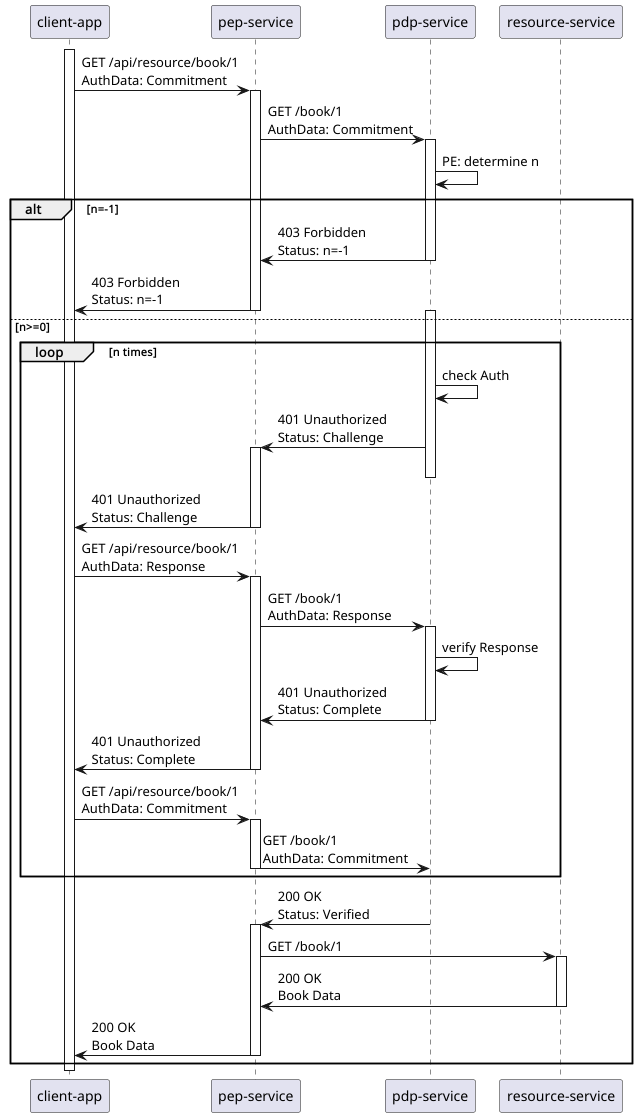 client-app
pep-service
pdp-service
resource-service
GET /api/resource/book/1
AuthData: Commitment
GET /book/1
AuthData: Commitment
PE: determine n
alt
[n=-1]
403 Forbidden
Status: n=-1
403 Forbidden
Status: n=-1
[n>=0]
loop
[n times]
check Auth
401 Unauthorized
Status: Challenge
401 Unauthorized
Status: Challenge
GET /api/resource/book/1
AuthData: Response
GET /book/1
AuthData: Response
verify Response
401 Unauthorized
Status: Complete
401 Unauthorized
Status: Complete
GET /api/resource/book/1
AuthData: Commitment
GET /book/1
AuthData: Commitment
200 OK
Status: Verified
GET /book/1
200 OK
Book Data
200 OK
Book Data
client-app
pep-service
pdp-service
resource-service